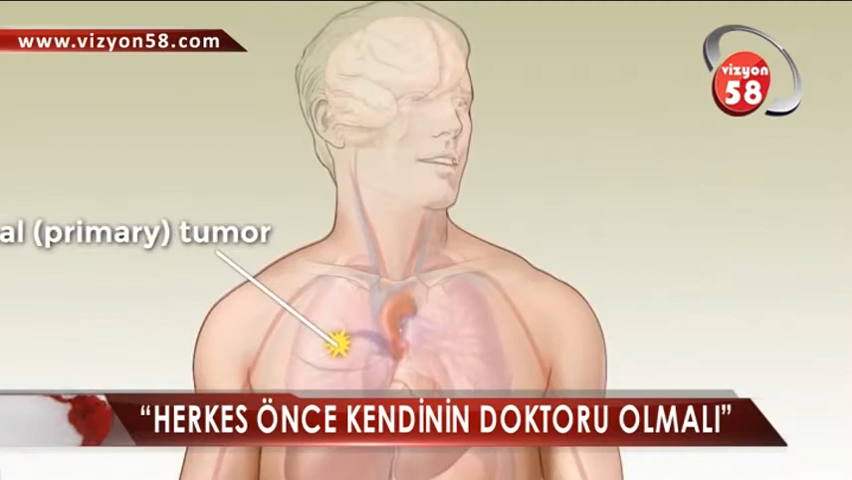 www.vizyon58.com
vizyon
58
al (primary) tumor
“HERKES ÖNCE KENDİNİN DOKTORU OLMALI”